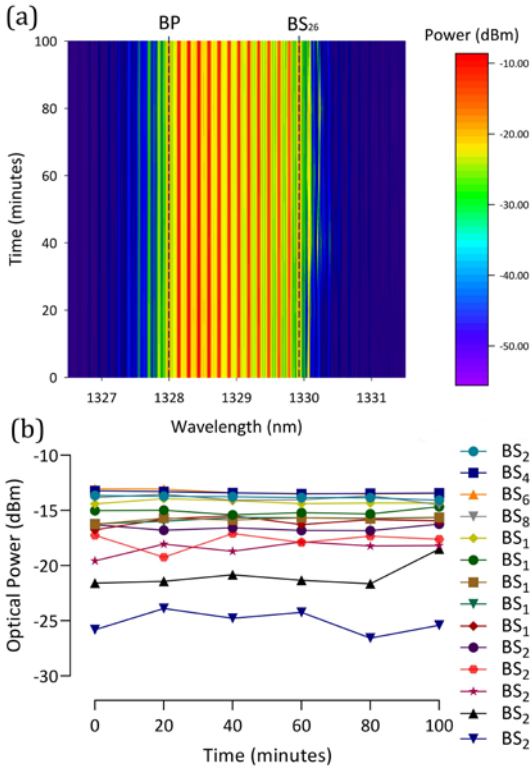 (a)
BP
BS26
Power (dBm)
100
80
60
40
20
0
Time (minutes)
1327
1328
1329
1330
1331
Wavelength (nm)
-10.00
-20.00
-30.00
-40.00
-50.00
(b)
-10
-15
-20
-25
-30
Optical Power (dBm)
0
20
40
60
80
100
Time (minutes)
BS2
BS4
BS6
BS8
BS1
BS1
BS1
BS1
BS1
BS2
BS2
BS2
BS2
BS2